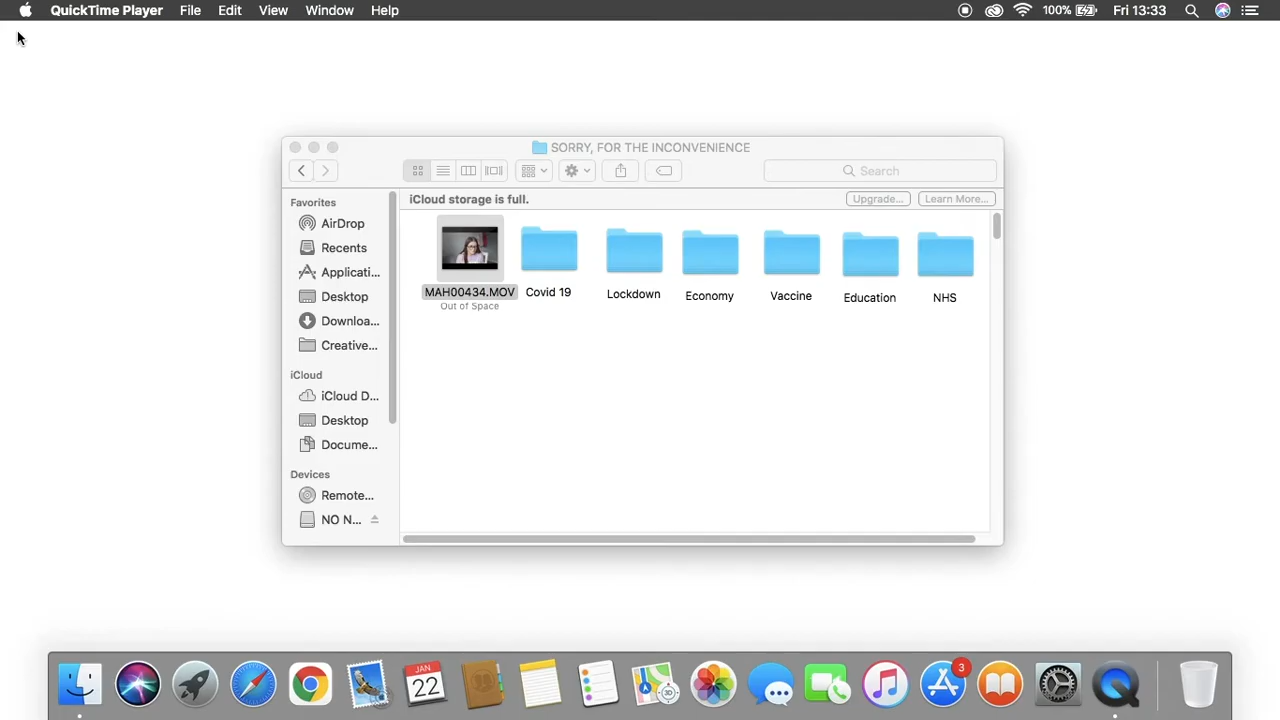 QuickTime Player File Edit View Window Help 100% Fri 13:33
SORRY, FOR THE INCONVENIENCE
Search
iCloud storage is full. Upgrade... Learn More...
Favorites
AirDrop
Recents
Applicati...
Desktop
Downloa...
Creative...
iCloud
iCloud D...
Desktop
Docume...
Devices
Remote...
NO N...
MAH00434.MOV
Out of Space
Covid 19
Lockdown
Economy
Vaccine
Education
NHS
JAN
22
3D
3